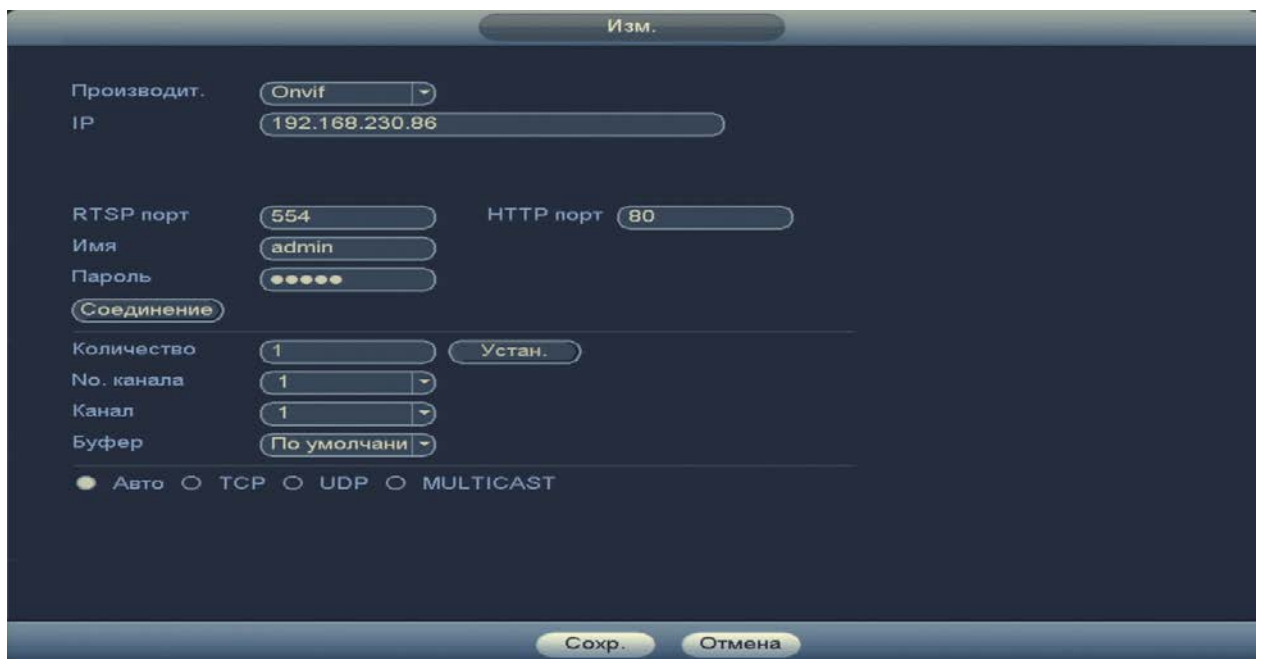 Изм.
Производит. Onvif
IP 192.168.230.86
RTSP порт 554 HTTP порт 80
Имя admin
Пароль ●●●●●
Соединение
Количество 1 Устан.
No. канала 1
Канал 1
Буфер По умолчани
Авто TCP UDP MULTICAST
Сохр. Отмена